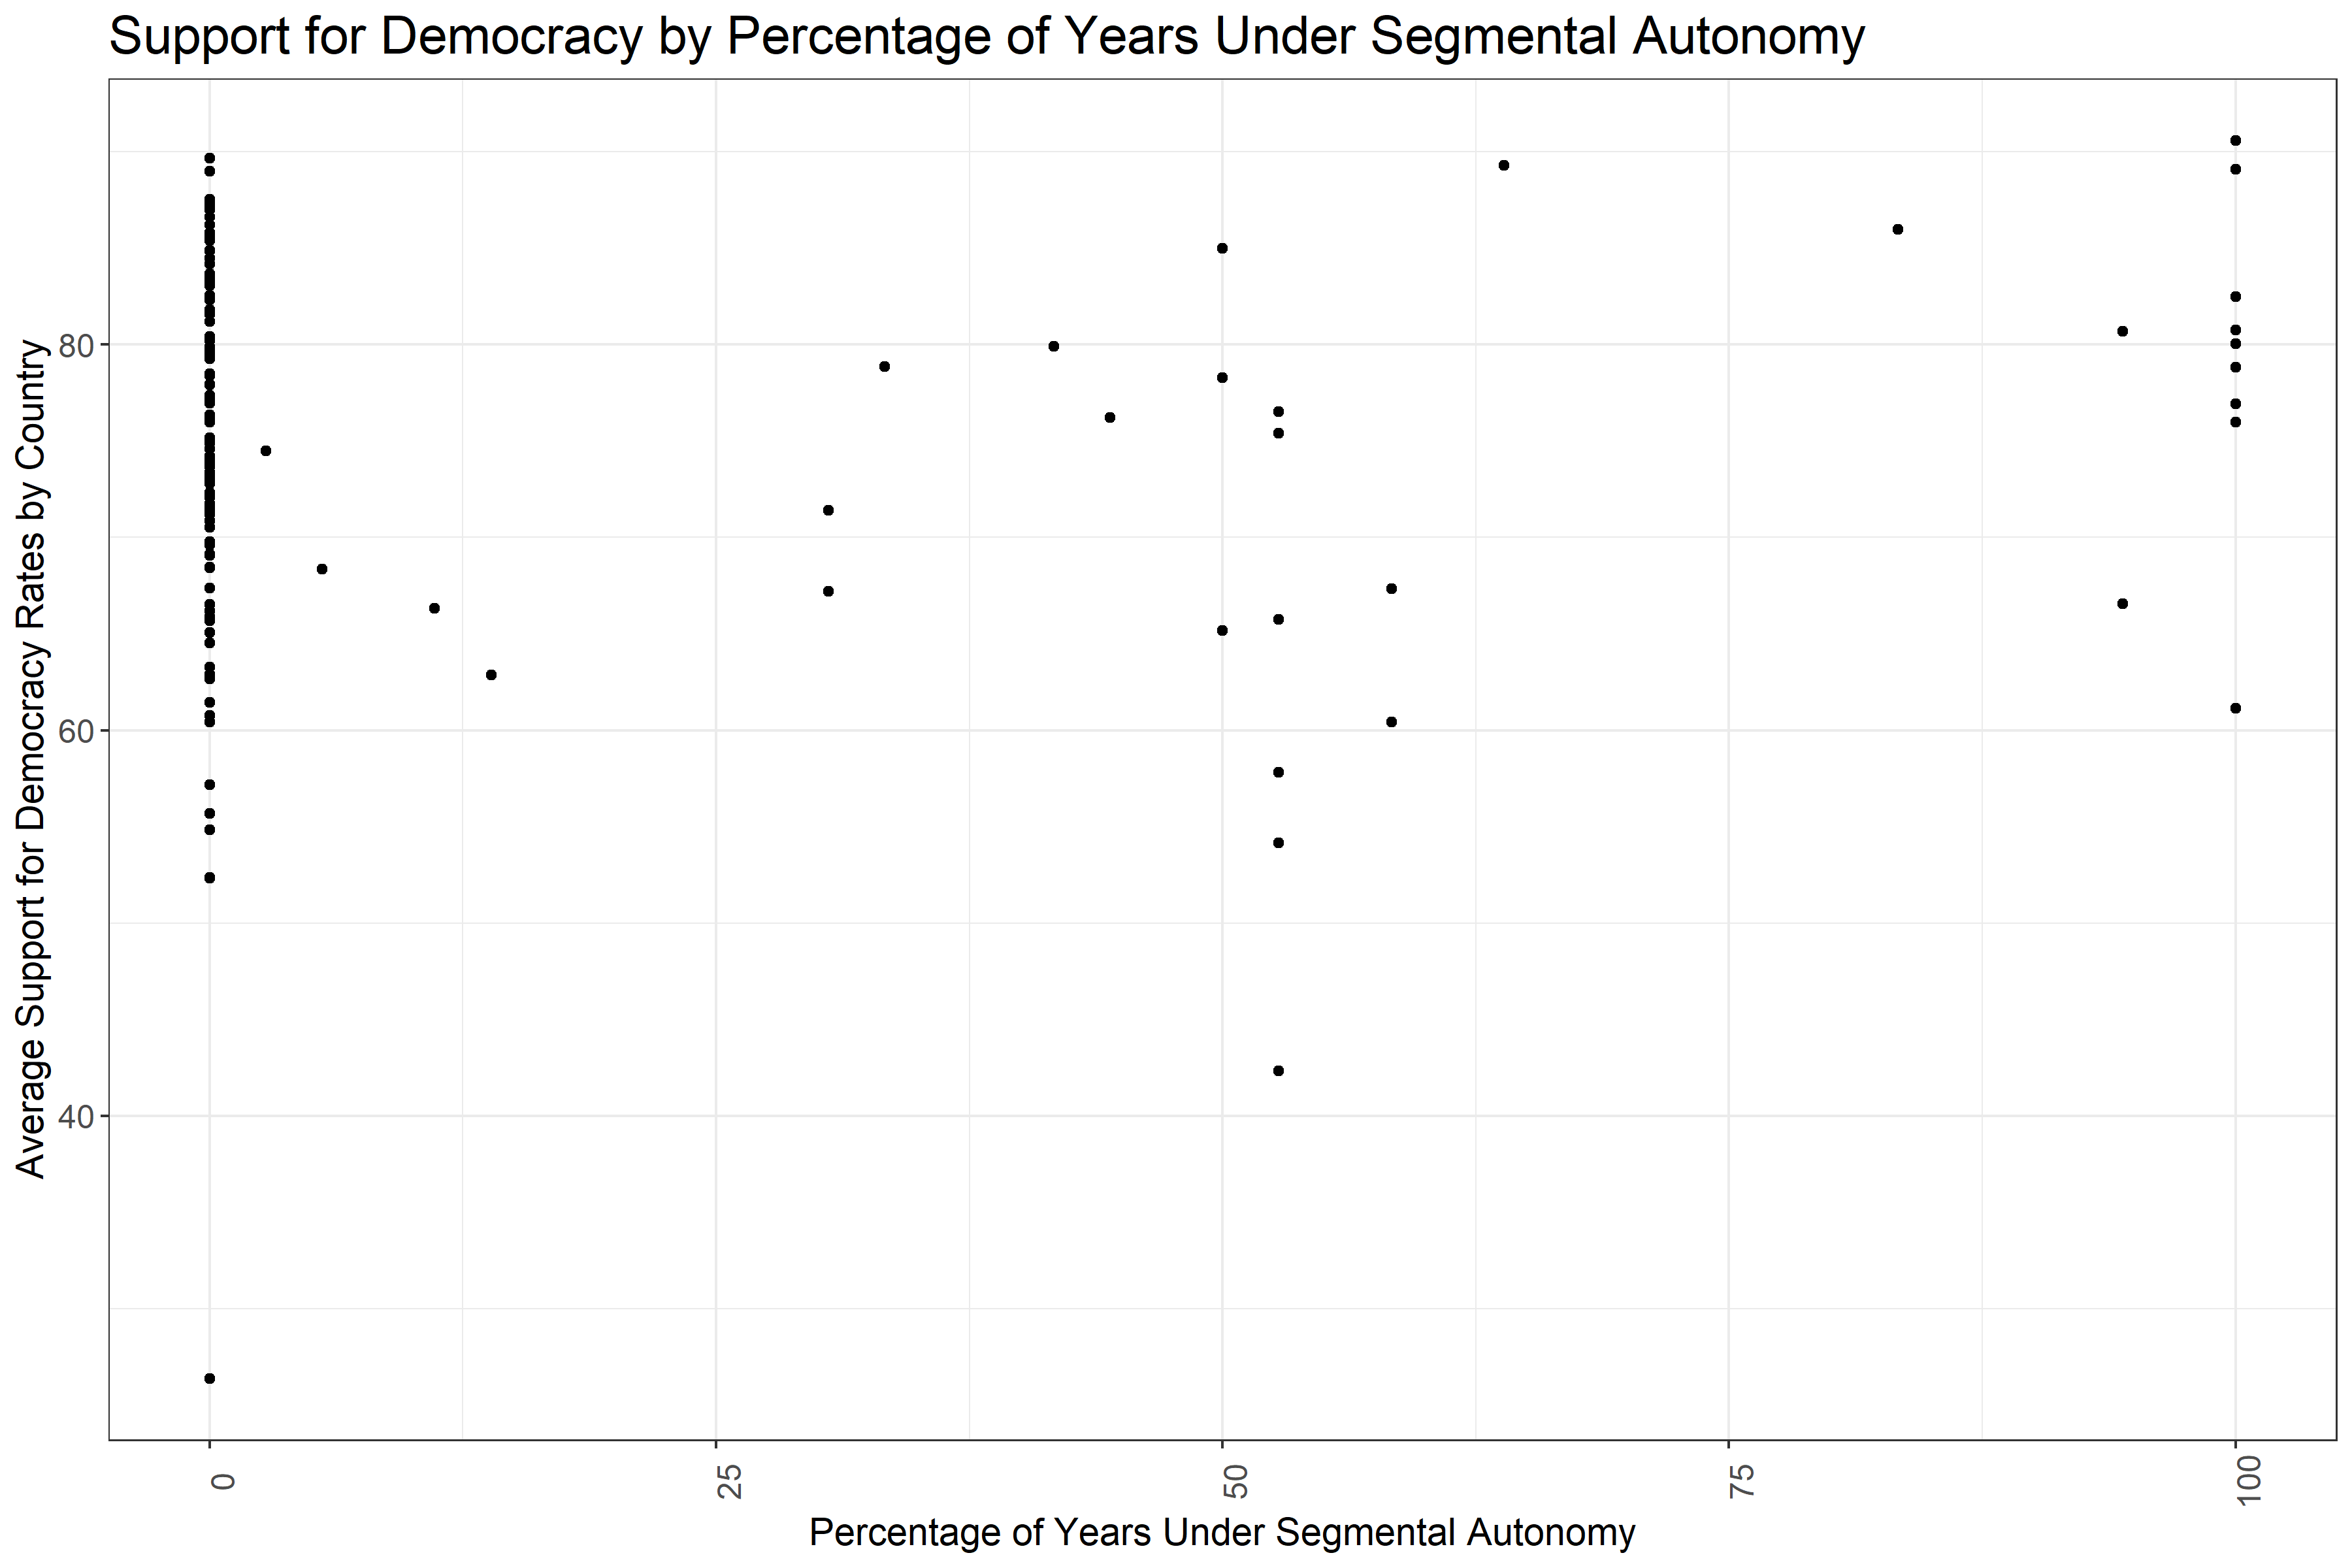 Support for Democracy by Percentage of Years Under Segmental Autonomy
Average Support for Democracy Rates by Country
80
60
40
0
25
50
75
100
Percentage of Years Under Segmental Autonomy